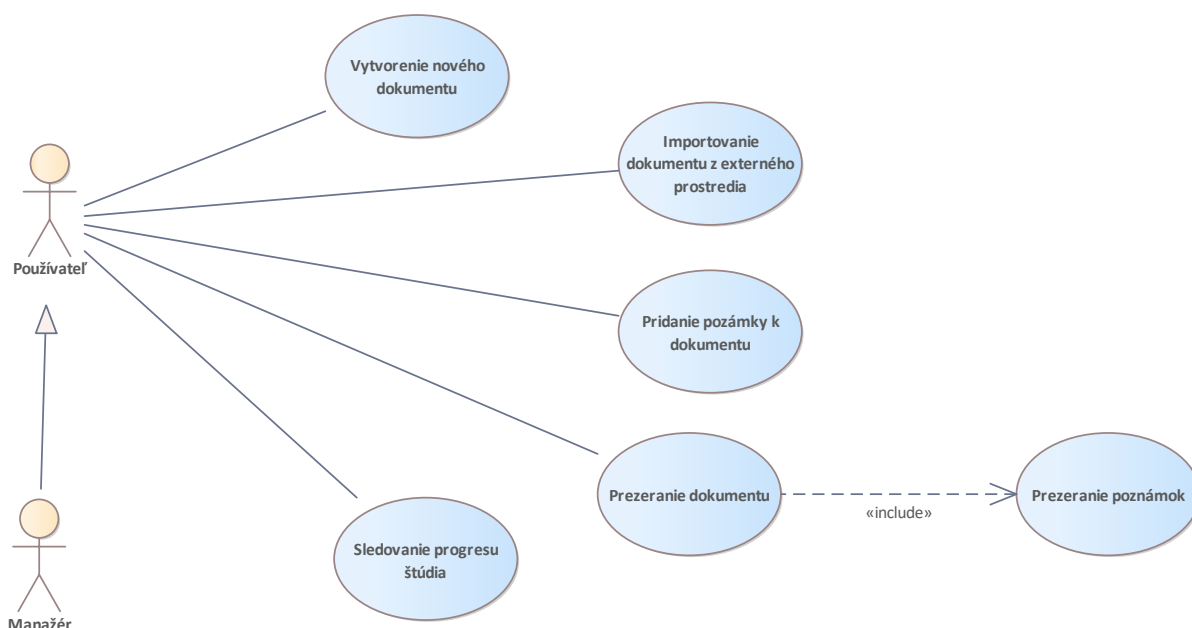 Vytvorenie nového
dokumentu
Importovanie
dokumentu z externého
prostredia
Používateľ
Pridanie pozámky k
dokumentu
Prezeranie dokumentu
«include»
Prezeranie poznámok
Sledovanie progresu
štúdia
Manažér